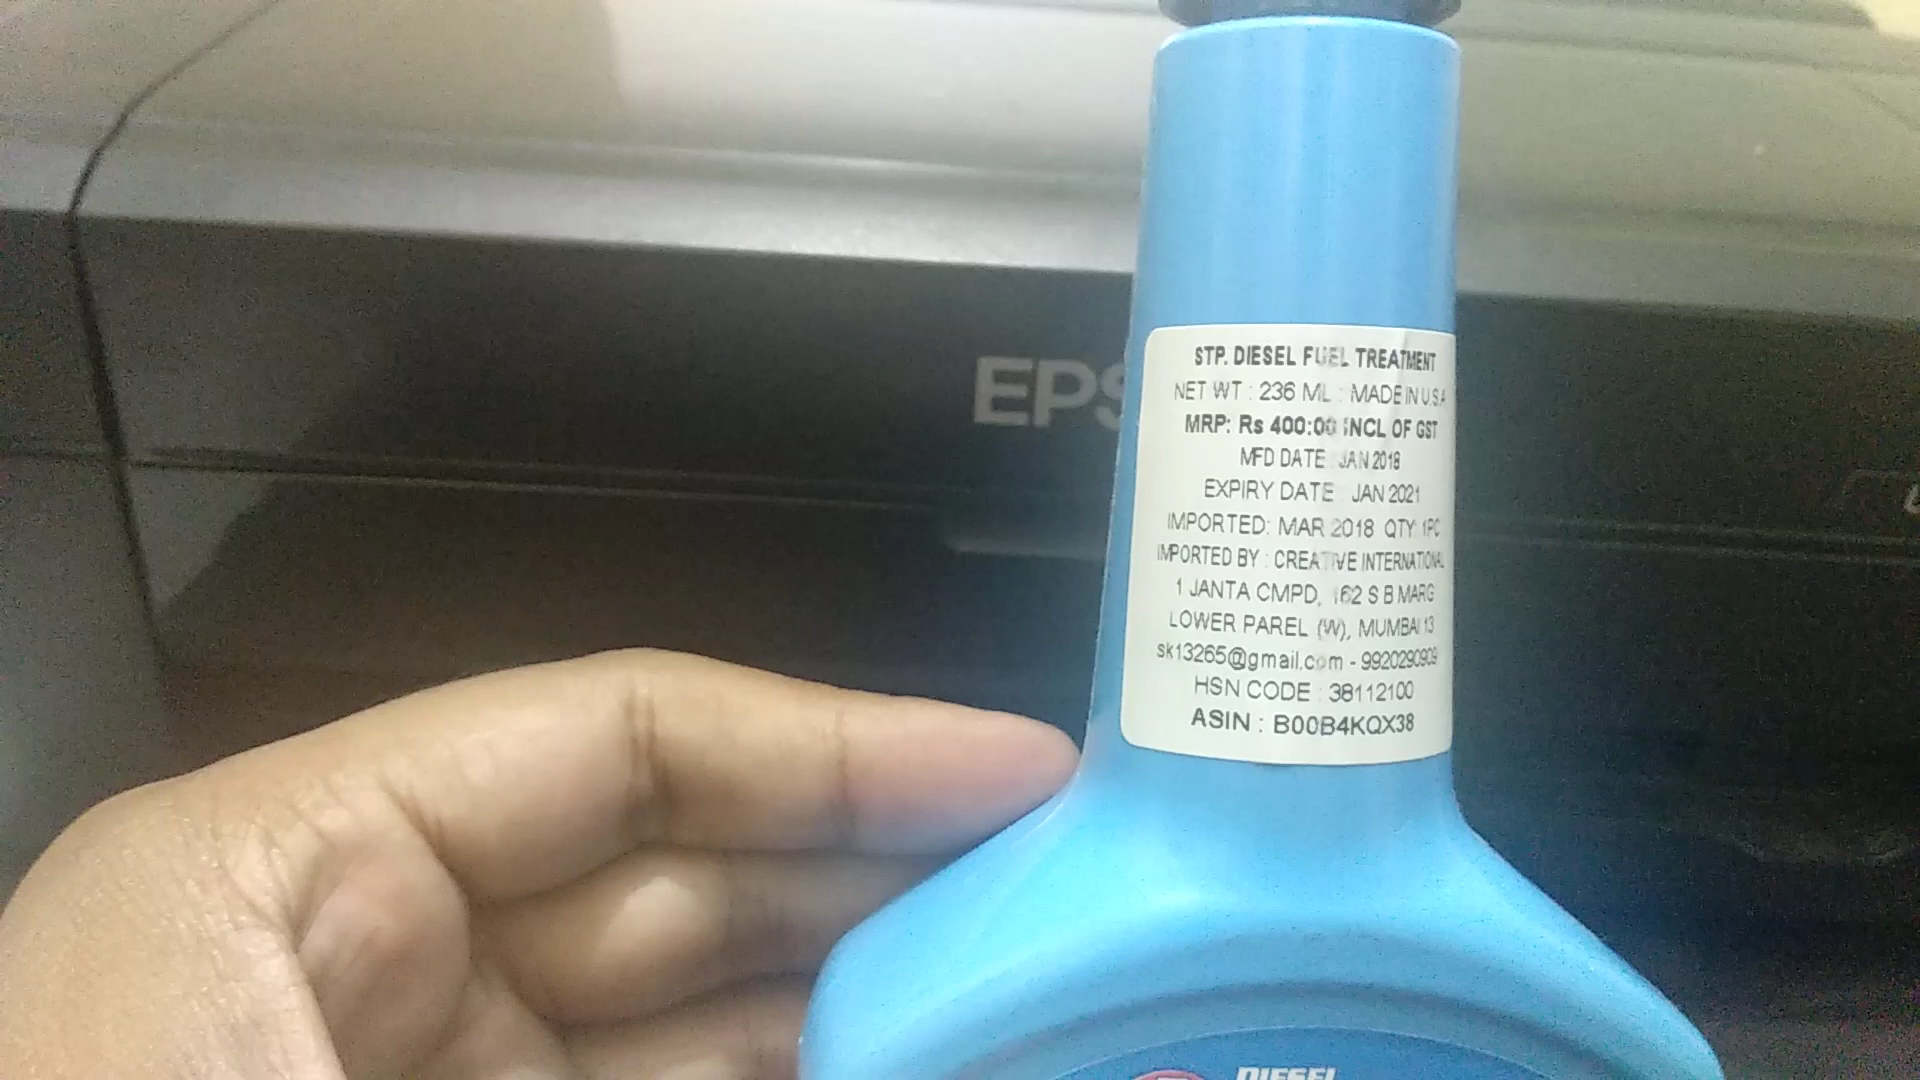 EPS
STP. DIESEL FUEL TREATMENT
NET WT : 236 ML : MADE IN U.S.A
MRP: Rs 400:00 INCL OF GST
MFD DATE : JAN 2018
EXPIRY DATE JAN 2021
IMPORTED: MAR 2018 QTY 1PC
IMPORTED BY : CREATIVE INTERNATIONAL
1 JANTA CMPD, 162 S B MARG
LOWER PAREL (W), MUMBAI 13
sk13265@gmail.com - 9920290909
HSN CODE : 38112100
ASIN : B00B4KQX38
DIESEL